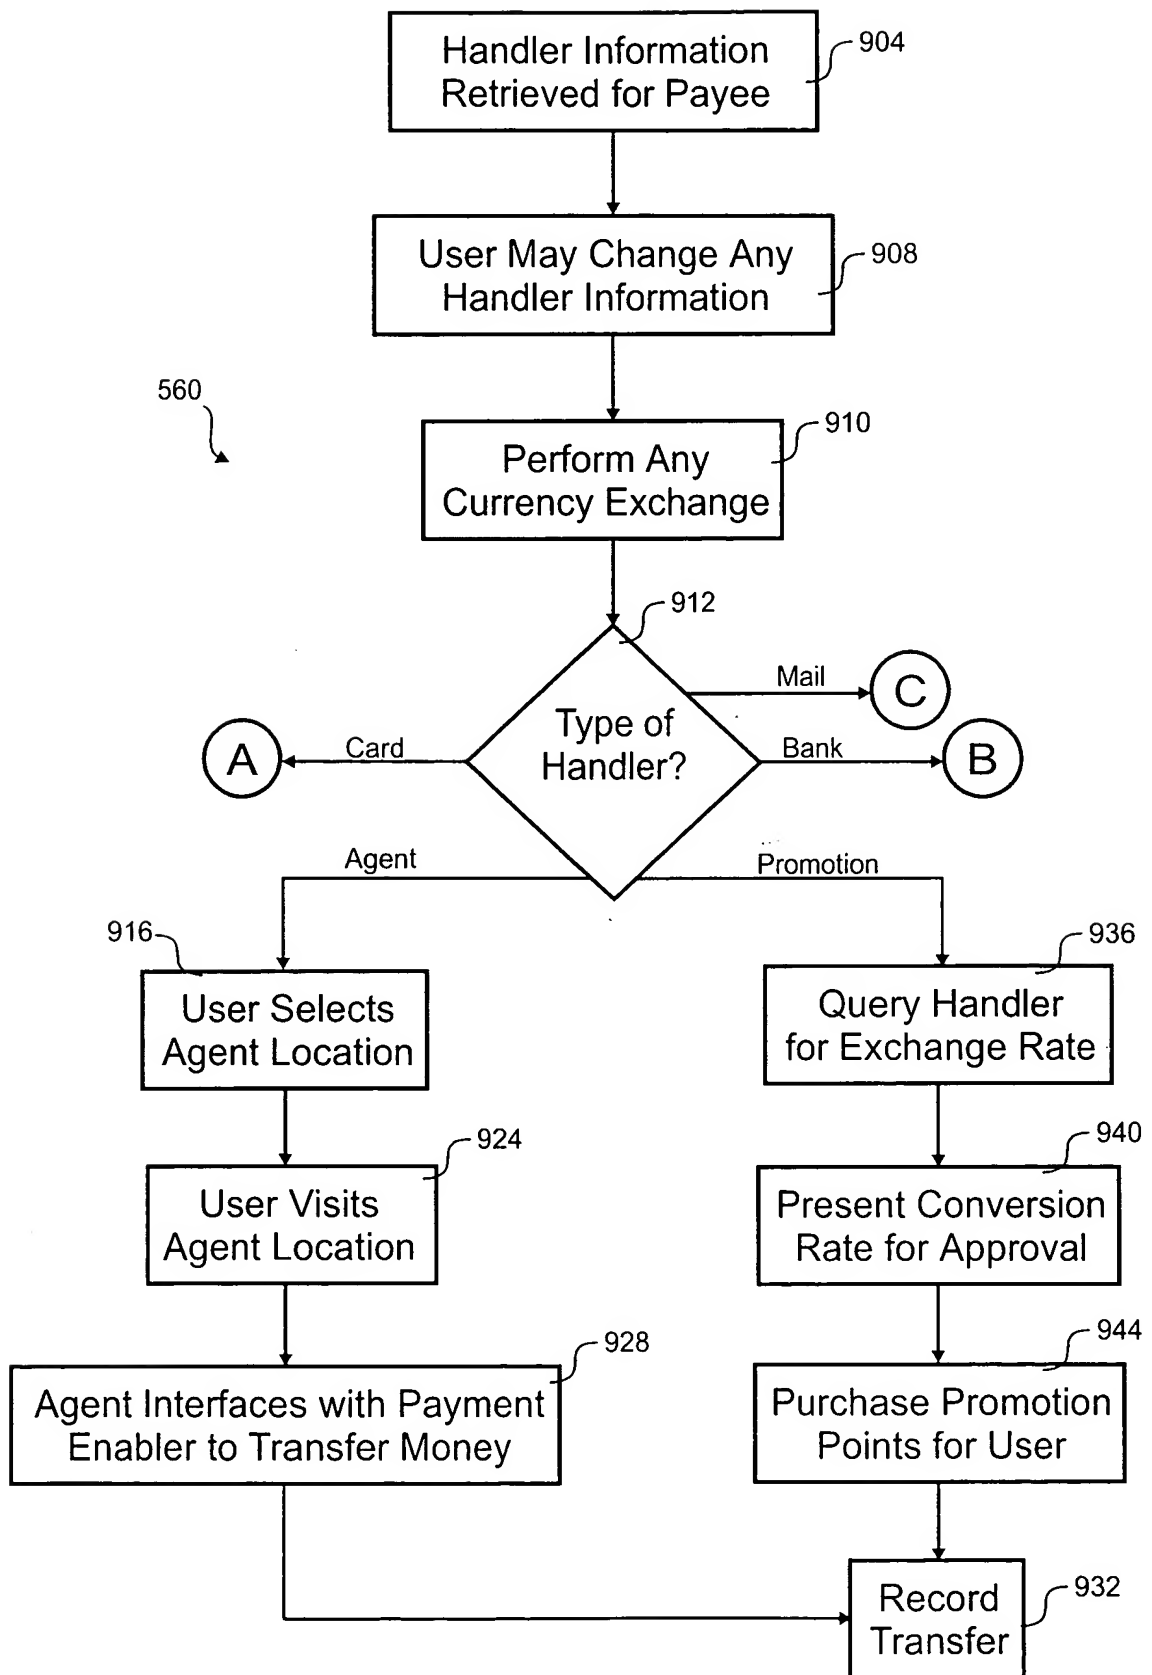 Handler Information
Retrieved for Payee
904
User May Change Any
Handler Information
908
560
Perform Any
Currency Exchange
910
912
Type of
Handler?
Mail
C
Card
A
Bank
B
Agent
Promotion
916
User Selects
Agent Location
936
Query Handler
for Exchange Rate
924
User Visits
Agent Location
940
Present Conversion
Rate for Approval
928
Agent Interfaces with Payment
Enabler to Transfer Money
944
Purchase Promotion
Points for User
Record
Transfer
932